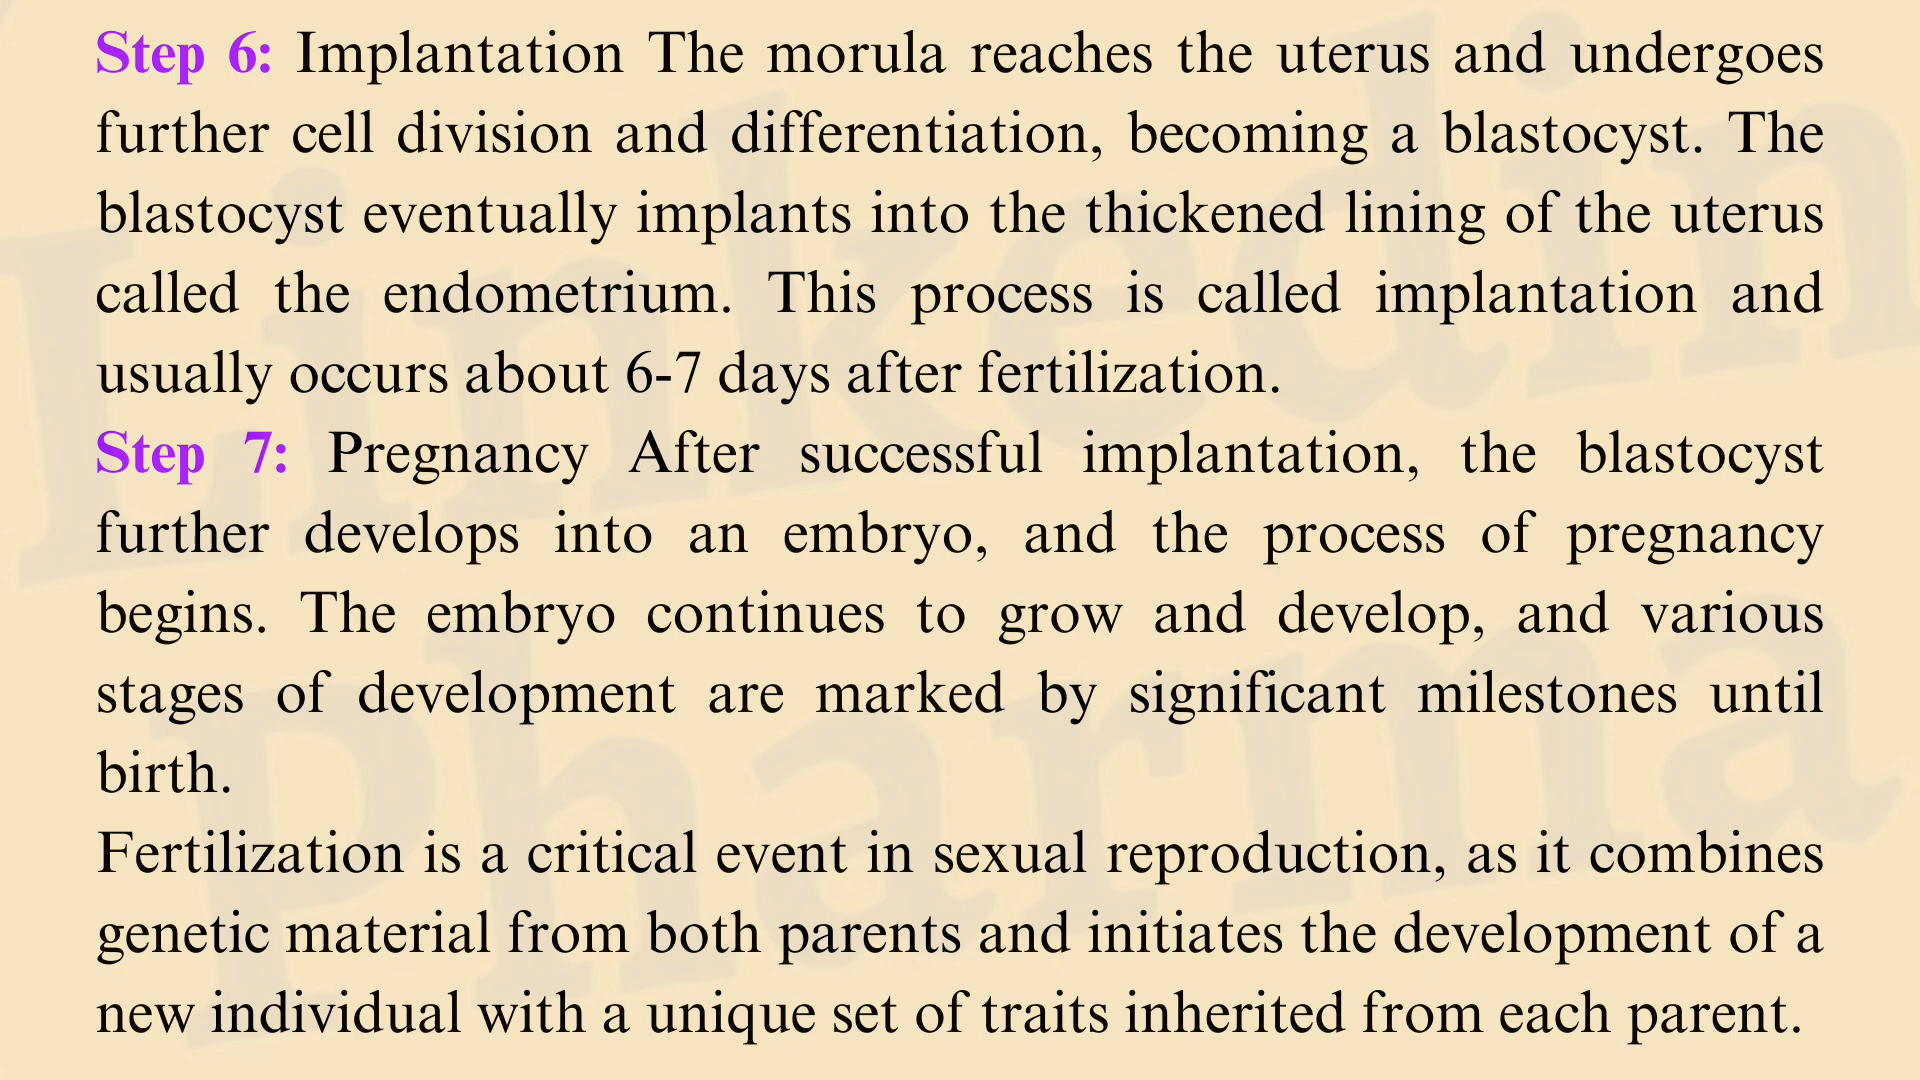 Step 6: Implantation The morula reaches the uterus and undergoes
further cell division and differentiation, becoming a blastocyst. The
blastocyst eventually implants into the thickened lining of the uterus
called the endometrium. This process is called implantation and
usually occurs about 6-7 days after fertilization.
Step 7: Pregnancy After successful implantation, the blastocyst
further develops into an embryo, and the process of pregnancy
begins. The embryo continues to grow and develop, and various
stages of development are marked by significant milestones until
birth.
Fertilization is a critical event in sexual reproduction, as it combines
genetic material from both parents and initiates the development of a
new individual with a unique set of traits inherited from each parent.
Linkedin
Pharma